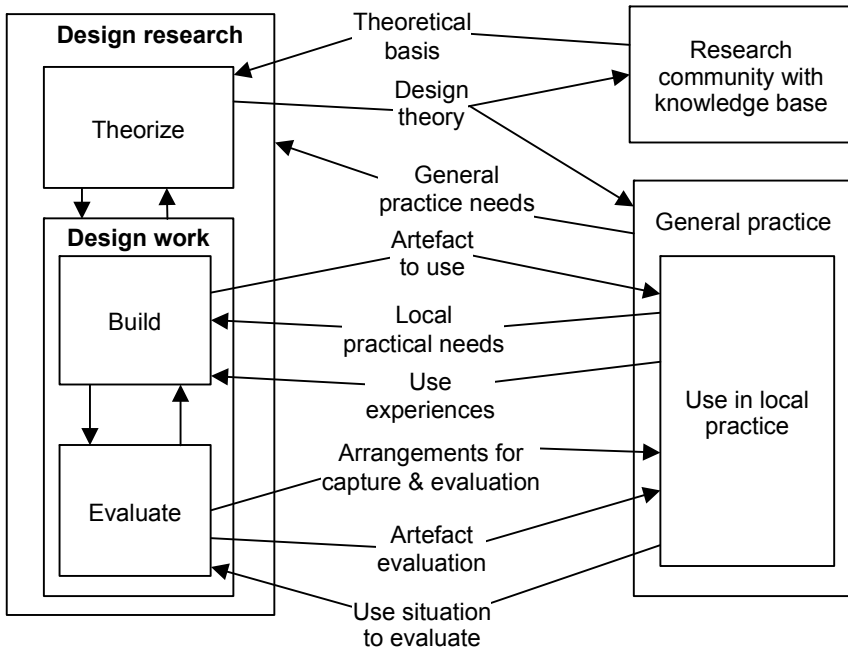 Design research
Theorize
Design work
Build
Evaluate
Theoretical
basis
Design
theory
General
practice needs
Artefact
to use
Local
practical needs
Use
experiences
Arrangements for
capture & evaluation
Artefact
evaluation
Use situation
to evaluate
Research
community with
knowledge base
General practice
Use in local
practice